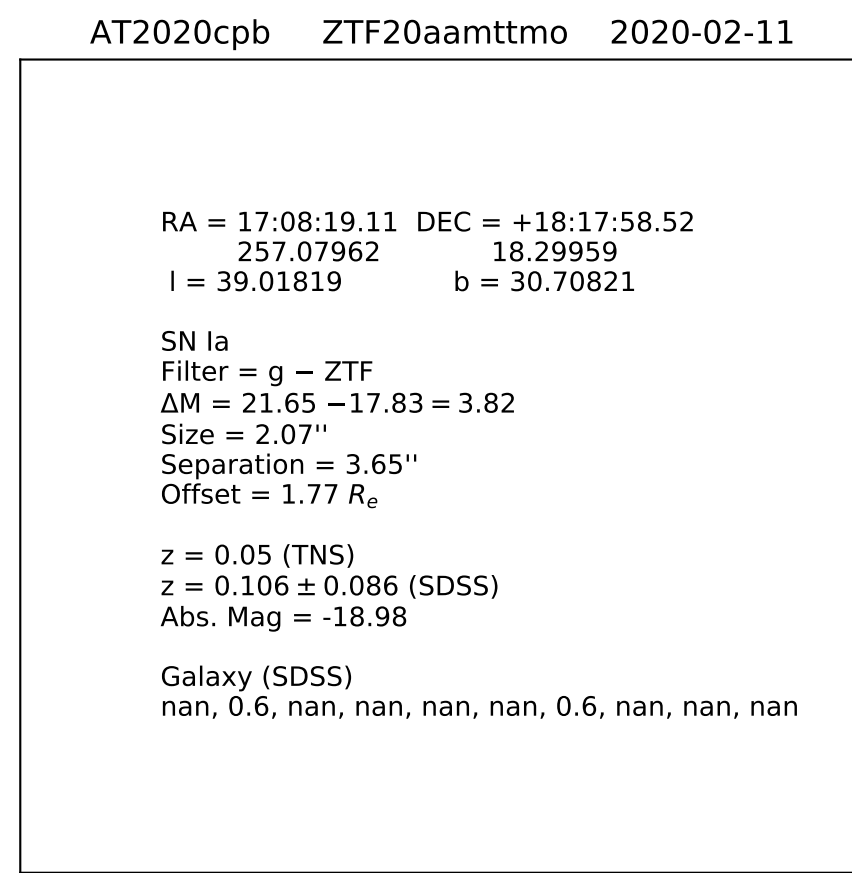 AT2020cpb ZTF20aamttmo 2020-02-11
RA = 17:08:19.11 DEC = +18:17:58.52
257.07962 18.29959
l = 39.01819 b = 30.70821
SN Ia
Filter = g − ZTF
ΔM = 21.65 −17.83 = 3.82
Size = 2.07''
Separation = 3.65''
Offset = 1.77 Rₑ
z = 0.05 (TNS)
z = 0.106 ± 0.086 (SDSS)
Abs. Mag = -18.98
Galaxy (SDSS)
nan, 0.6, nan, nan, nan, nan, 0.6, nan, nan, nan